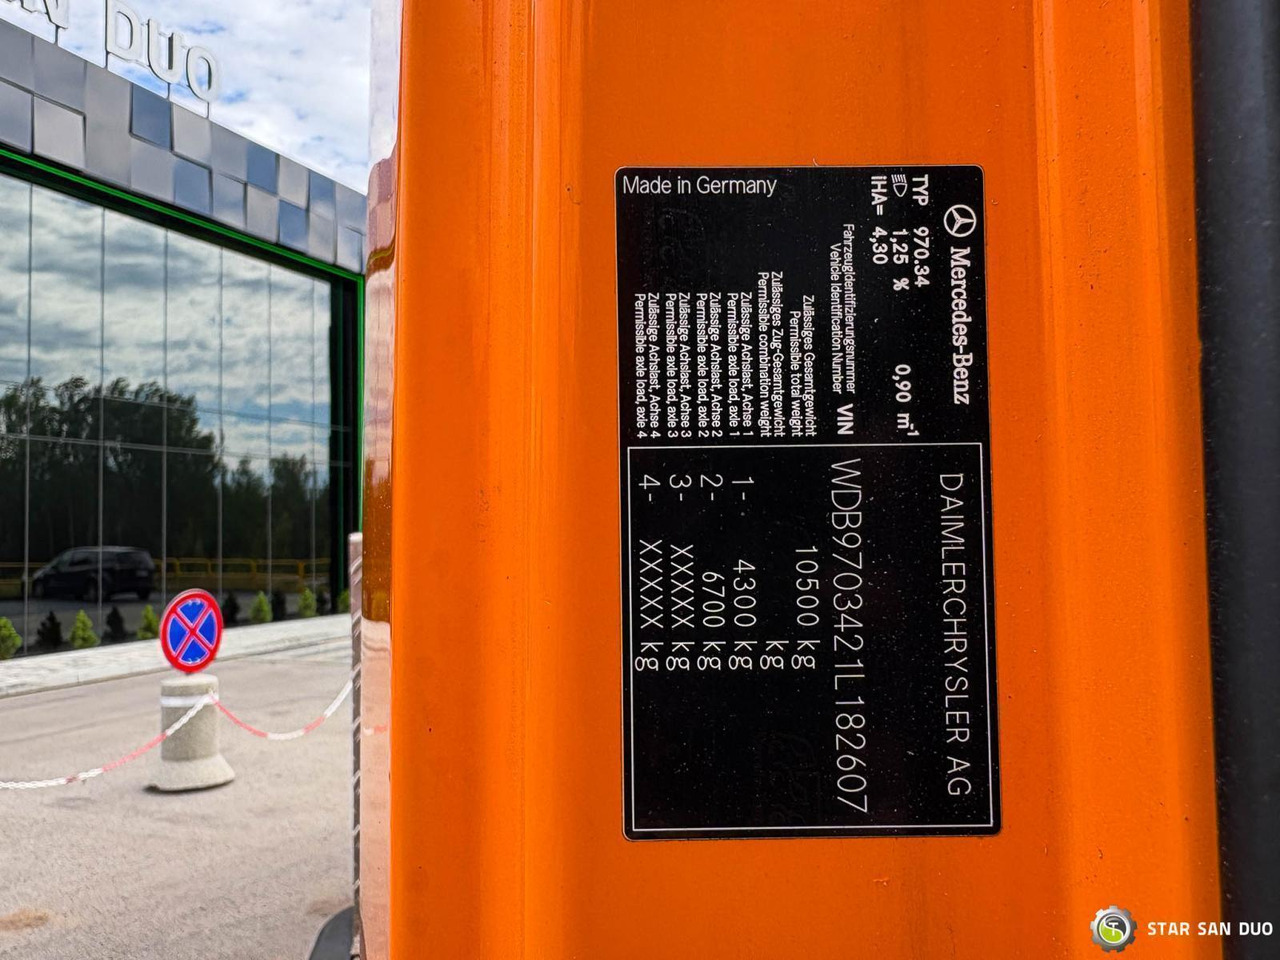 DUO
Made in Germany
Mercedes-Benz
DAIMLERCHRYSLER AG
TYP 970.34
1,25 % 0,90 m-1
iHA= 4,30
Fahrzeugidentifizierungsnummer
Vehicle Identification Number VIN WDB9703421L182607
Zulässiges Gesamtgewicht
Permissible total weight 10500 kg
Zulässiges Zug-Gesamtgewicht
Permissible combination weight kg
Zulässige Achslast, Achse 1
Permissible axle load, axle 1 1- 4300 kg
Zulässige Achslast, Achse 2
Permissible axle load, axle 2 2- 6700 kg
Zulässige Achslast, Achse 3
Permissible axle load, axle 3 3- XXXXX kg
Zulässige Achslast, Achse 4
Permissible axle load, axle 4 4- XXXXX kg
STAR SAN DUO